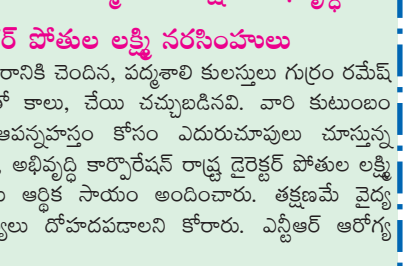 పోతుల లక్ష్మి నరసింహులు
చెందిన, పద్మశాలి కులస్తులు గుర్రం రమేష్
కాలు, చేయి చచ్చుబడినవి. వారి కుటుంబం
ఆపన్నహస్తం కోసం ఎదురుచూపులు చూస్తున్న
అభివృద్ధి కార్పొరేషన్ రాష్ట్ర డైరెక్టర్ పోతుల లక్ష్మి
ఆర్థిక సాయం అందించారు. తక్షణమే వైద్య
దోహదపడాలని కోరారు. ఎన్టీఆర్ ఆరోగ్య